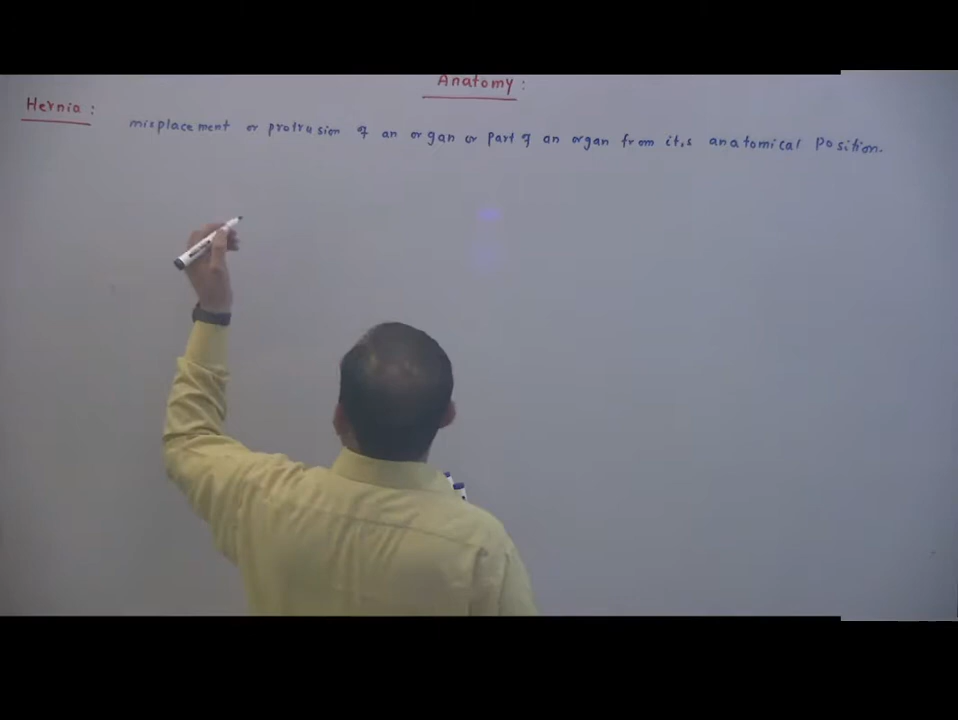 Anatomy :
Hernia :
misplacement or protrusion of an organ or part of an organ from it,s anatomical Position.